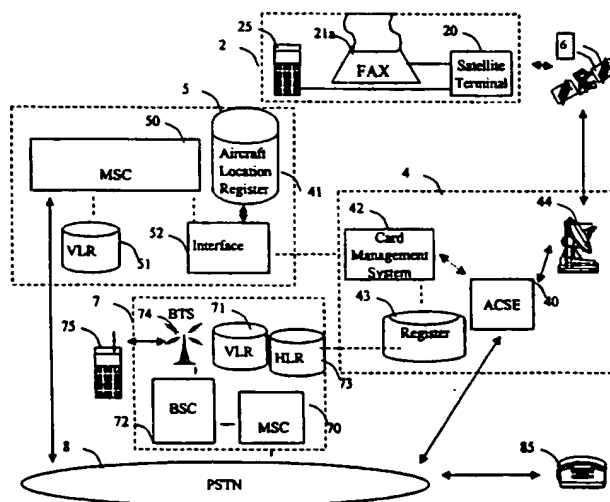 25
21a
20
2
FAX
Satellite
Terminal
6
5
50
MSC
Aircraft
Location
Register
41
4
44
42
Card
Management
System
52
Interface
VLR
51
43
ACSE
40
Register
7
71
75
74
BTS
VLR
HLR
73
BSC
72
MSC
70
8
PSTN
85